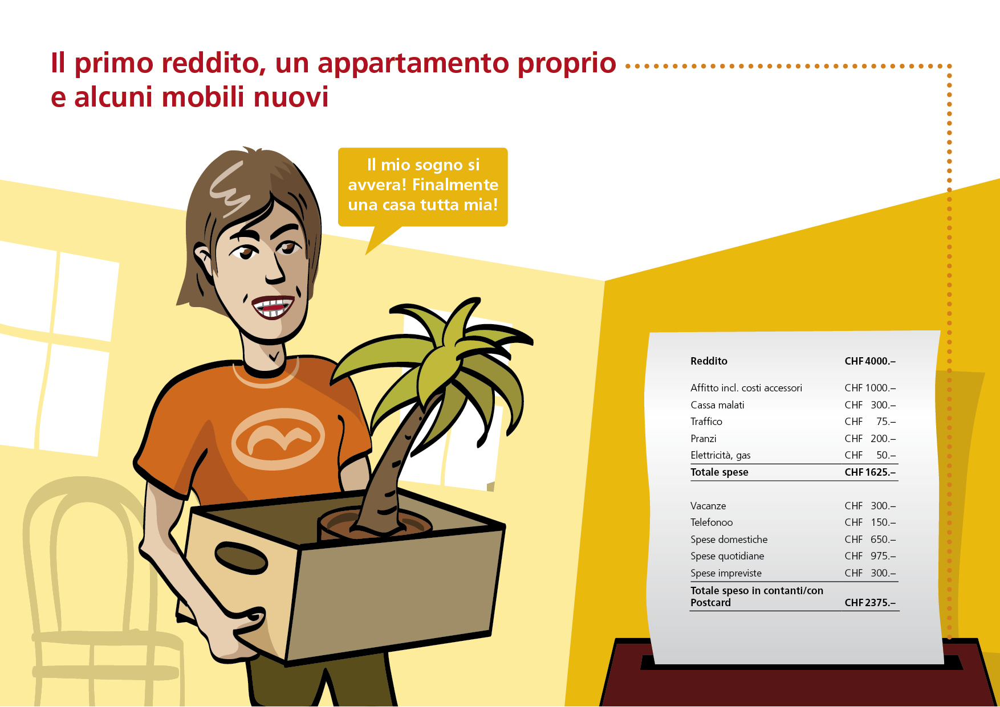 Il primo reddito, un appartamento proprio
e alcuni mobili nuovi
Il mio sogno si
avvera! Finalmente
una casa tutta mia!
Reddito CHF 4000.–
Affitto incl. costi accessori CHF 1000.–
Cassa malati CHF 300.–
Traffico CHF 75.–
Pranzi CHF 200.–
Elettricità, gas CHF 50.–
Totale spese CHF 1625.–
Vacanze CHF 300.–
Telefonoo CHF 150.–
Spese domestiche CHF 650.–
Spese quotidiane CHF 975.–
Spese impreviste CHF 300.–
Totale speso in contanti/con
Postcard CHF 2375.–